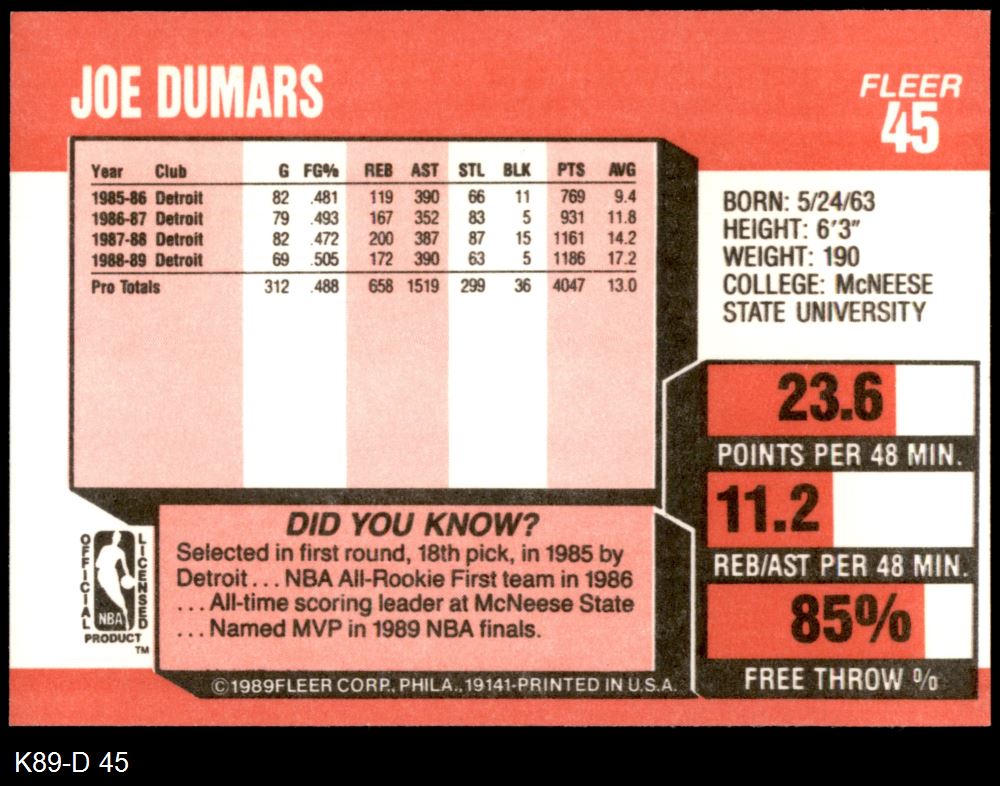 JOE DUMARS
FLEER
45
Year Club G FG% REB AST STL BLK PTS AVG
1985-86 Detroit 82 .481 119 390 66 11 769 9.4
1986-87 Detroit 79 .493 167 352 83 5 931 11.8
1987-88 Detroit 82 .472 200 387 87 15 1161 14.2
1988-89 Detroit 69 .505 172 390 63 5 1186 17.2
Pro Totals 312 .488 658 1519 299 36 4047 13.0
BORN: 5/24/63
HEIGHT: 6'3"
WEIGHT: 190
COLLEGE: McNEESE
STATE UNIVERSITY
23.6
POINTS PER 48 MIN.
11.2
REB/AST PER 48 MIN.
85%
FREE THROW %
DID YOU KNOW?
Selected in first round, 18th pick, in 1985 by
Detroit . . . NBA All-Rookie First team in 1986
. . . All-time scoring leader at McNeese State
. . . Named MVP in 1989 NBA finals.
OFFICIAL
NBA
LICENSED
PRODUCT
TM
©1989 FLEER CORP., PHILA., 19141-PRINTED IN U.S.A.
K89-D 45